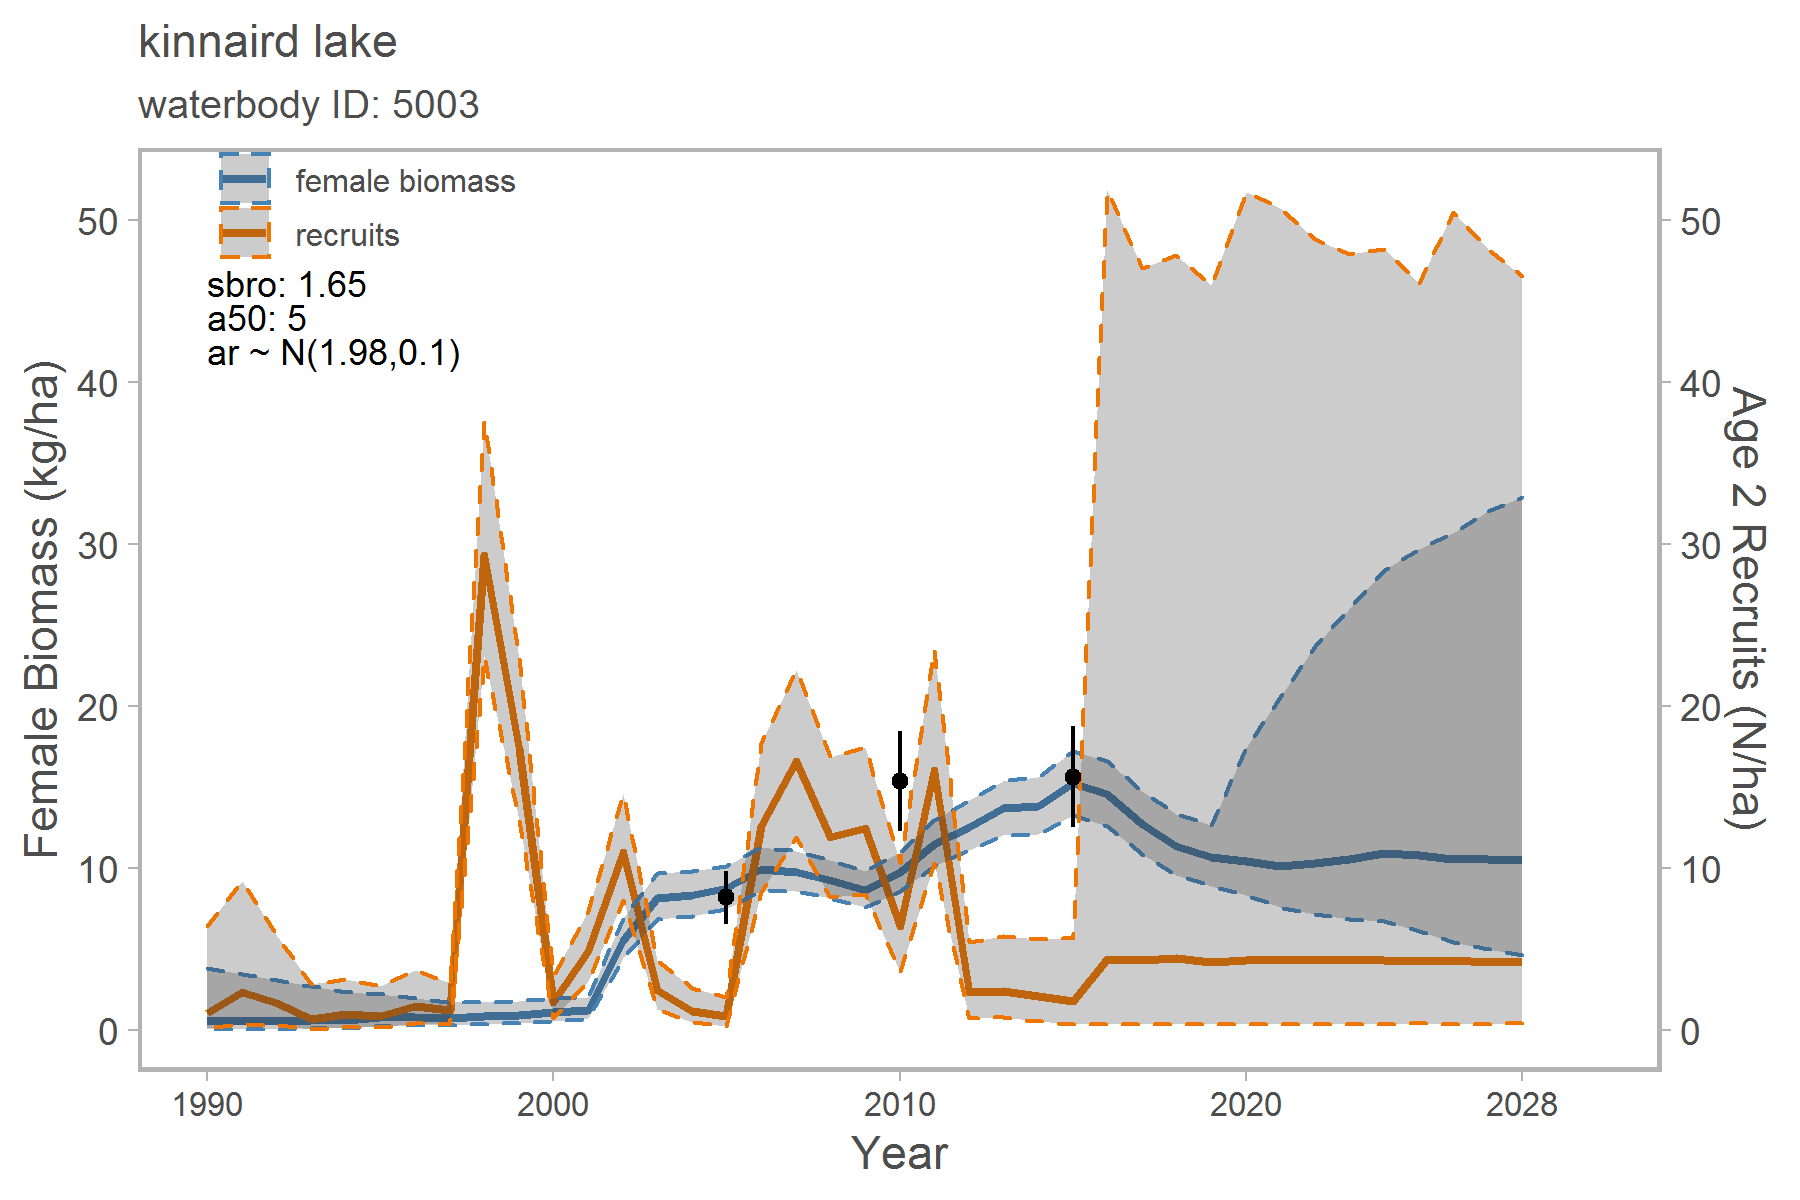 kinnaird lake
waterbody ID: 5003
female biomass
recruits
sbro: 1.65
a50: 5
ar ~ N(1.98,0.1)
Female Biomass (kg/ha)
50
40
30
20
10
0
50
40
30
20
10
0
Age 2 Recruits (N/ha)
1990
2000
2010
2020
2028
Year